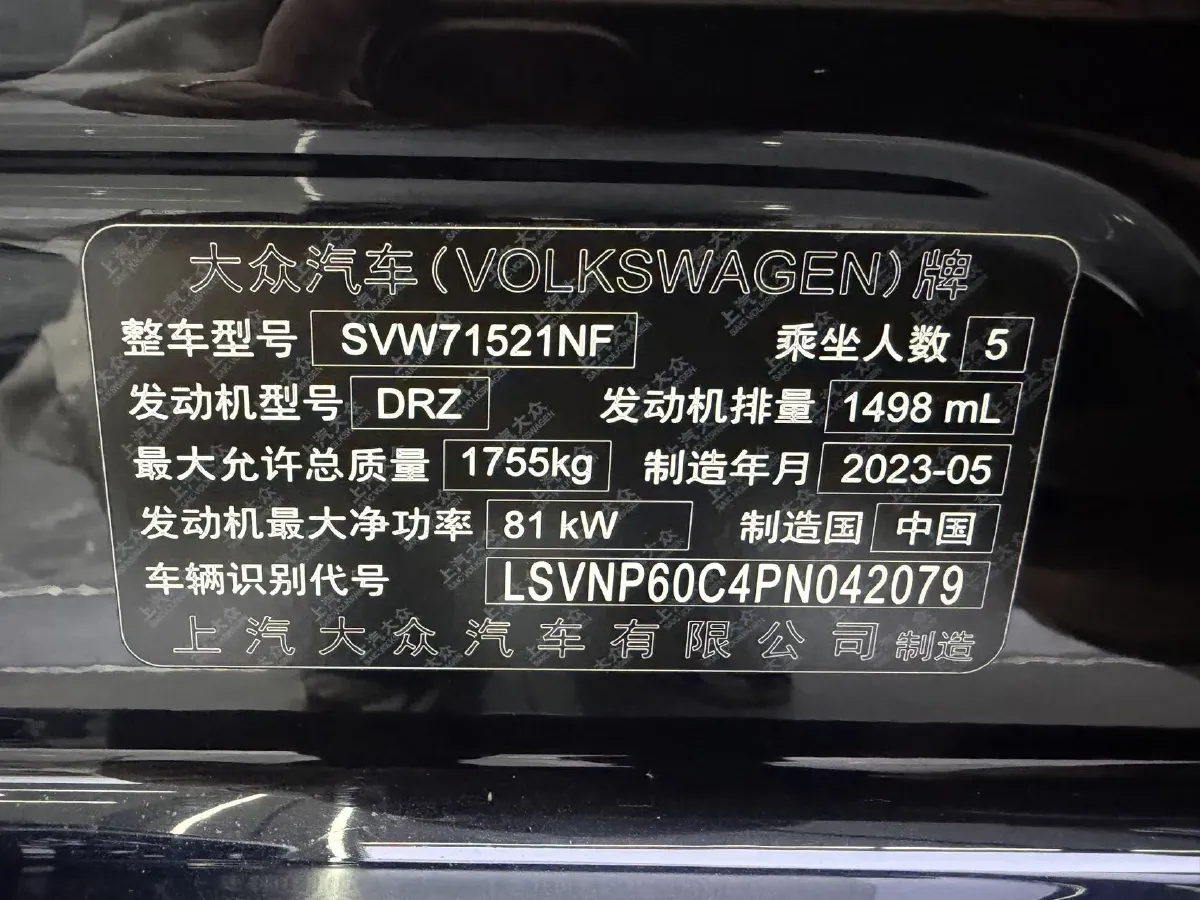 大众汽车(VOLKSWAGEN)牌
整车型号 SVW71521NF 乘坐人数 5
发动机型号 DRZ 发动机排量 1498 mL
最大允许总质量 1755kg 制造年月 2023-05
发动机最大净功率 81 kW 制造国 中国
车辆识别代号 LSVNP60C4PN042079
上汽大众汽车有限公司 制造